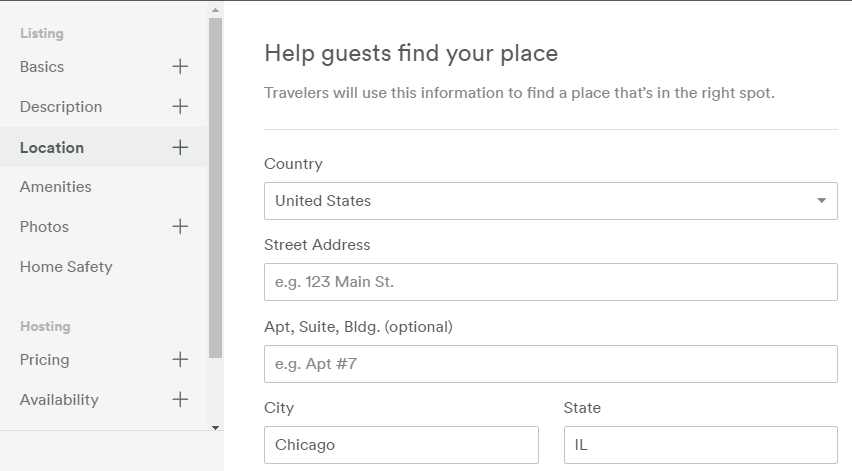 Listing
Basics
Description
Location
Amenities
Photos
Home Safety
Hosting
Pricing
Availability
Help guests find your place
Travelers will use this information to find a place that's in the right spot.
Country
United States
Street Address
e.g. 123 Main St.
Apt, Suite, Bldg. (optional)
e.g. Apt #7
City
State
Chicago
IL